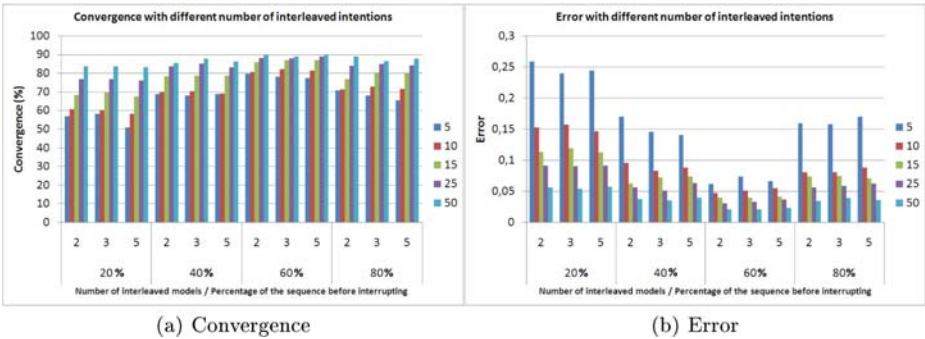 Convergence with different number of interleaved intentions
100
90
80
70
60
50
40
30
20
10
0
Convergence (%)
2 3 5 2 3 5 2 3 5 2 3 5
20% 40% 60% 80%
Number of interleaved models / Percentage of the sequence before interrupting
5
10
15
25
50
(a) Convergence
Error with different number of interleaved intentions
0,3
0,25
0,2
0,15
0,1
0,05
0
Error
2 3 5 2 3 5 2 3 5 2 3 5
20% 40% 60% 80%
Number of interleaved models / Percentage of the sequence before interrupting
5
10
15
25
50
(b) Error